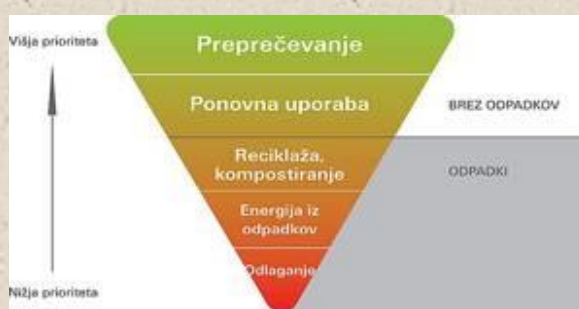 Višja prioriteta
Preprečevanje
Ponovna uporaba
BREZ ODPADKOV
Reciklaža,
kompostiranje
ODPADKI
Energija iz
odpadkov
Odlaganje
Nižja prioriteta